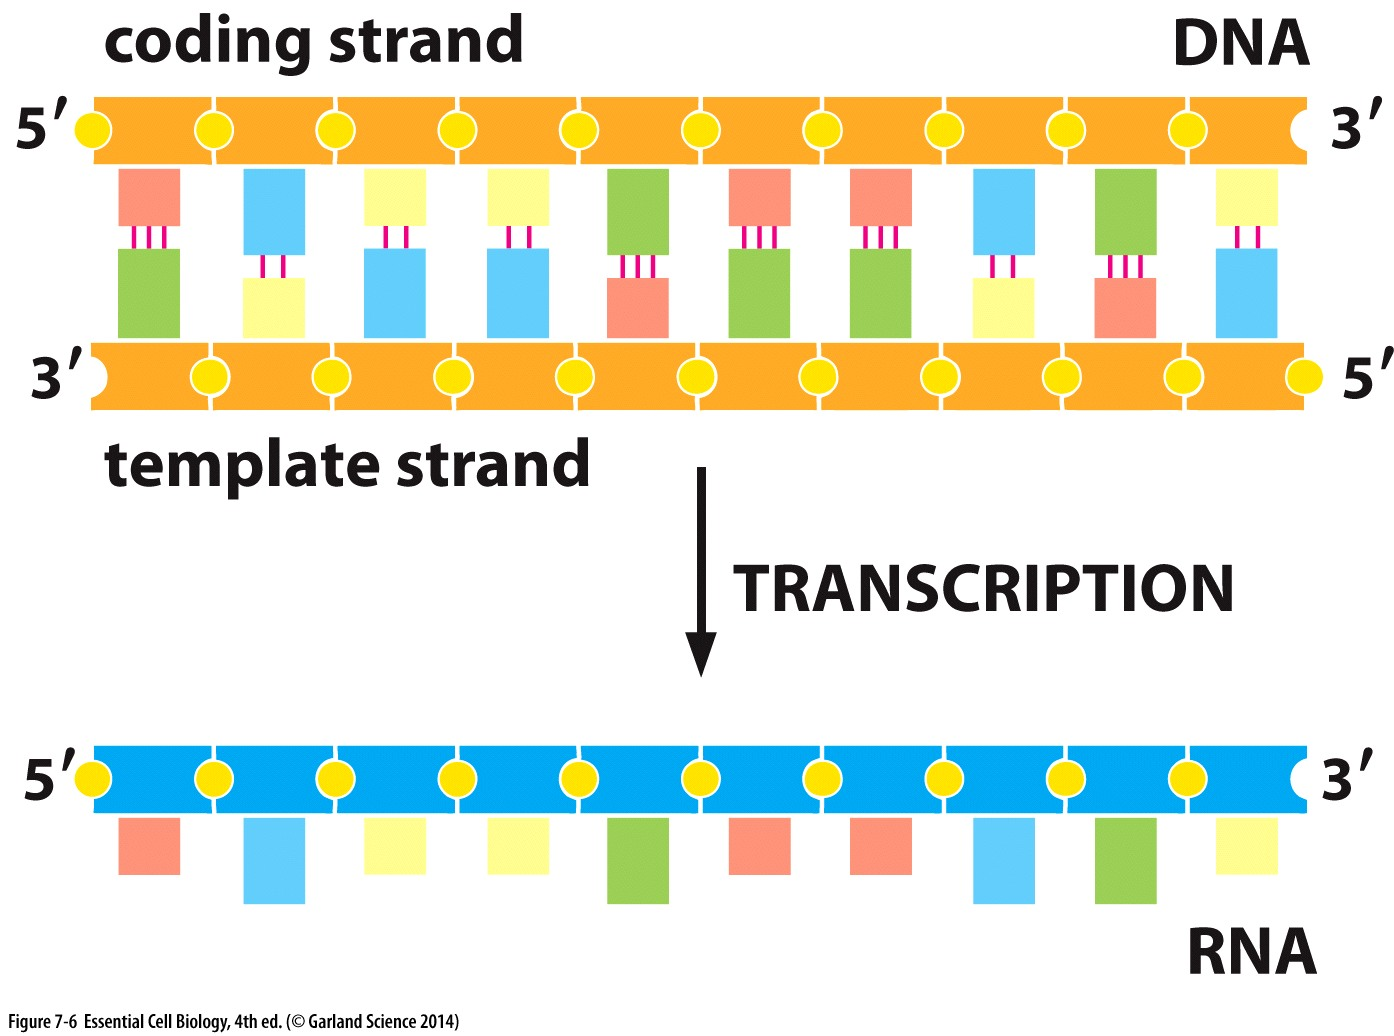 coding strand
DNA
5′
3′
3′
5′
template strand
TRANSCRIPTION
5′
3′
RNA
Figure 7-6 Essential Cell Biology, 4th ed. (© Garland Science 2014)